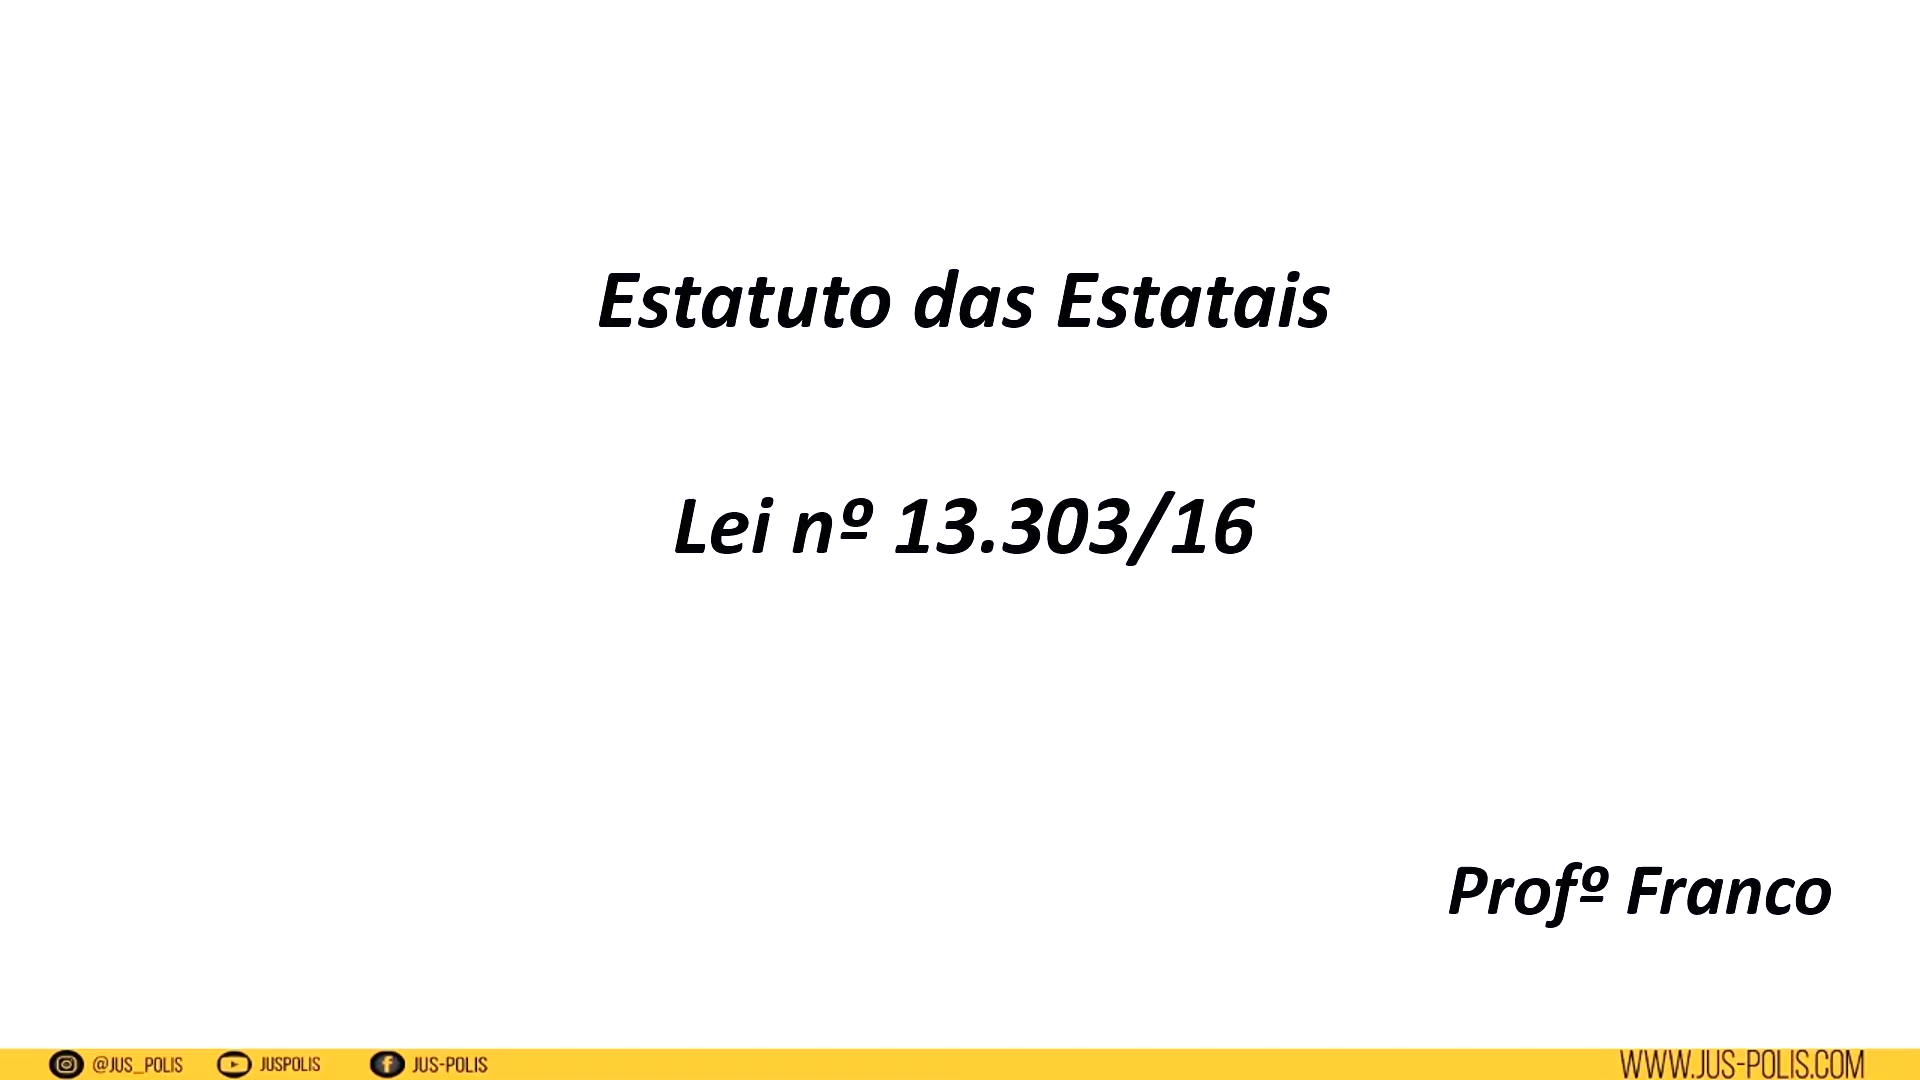 Estatuto das Estatais
Lei nº 13.303/16
Profº Franco
@JUS_POLIS JUSPOLIS JUS-POLIS WWW.JUS-POLIS.COM